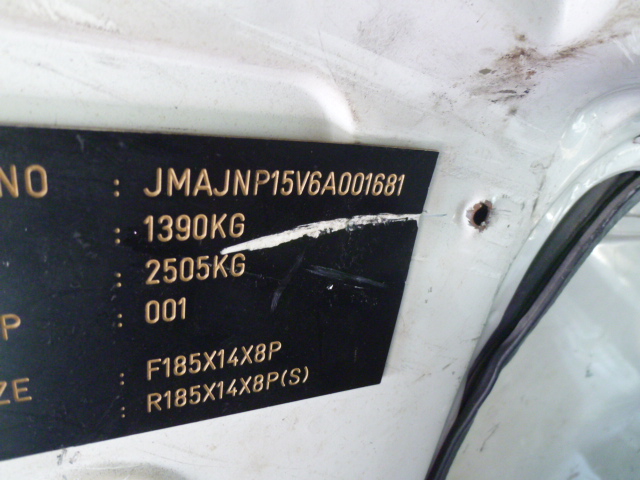 NO : JMAJNP15V6A001681
: 1390KG
: 2505KG
P : 001
ZE : F185X14X8P
: R185X14X8P(S)